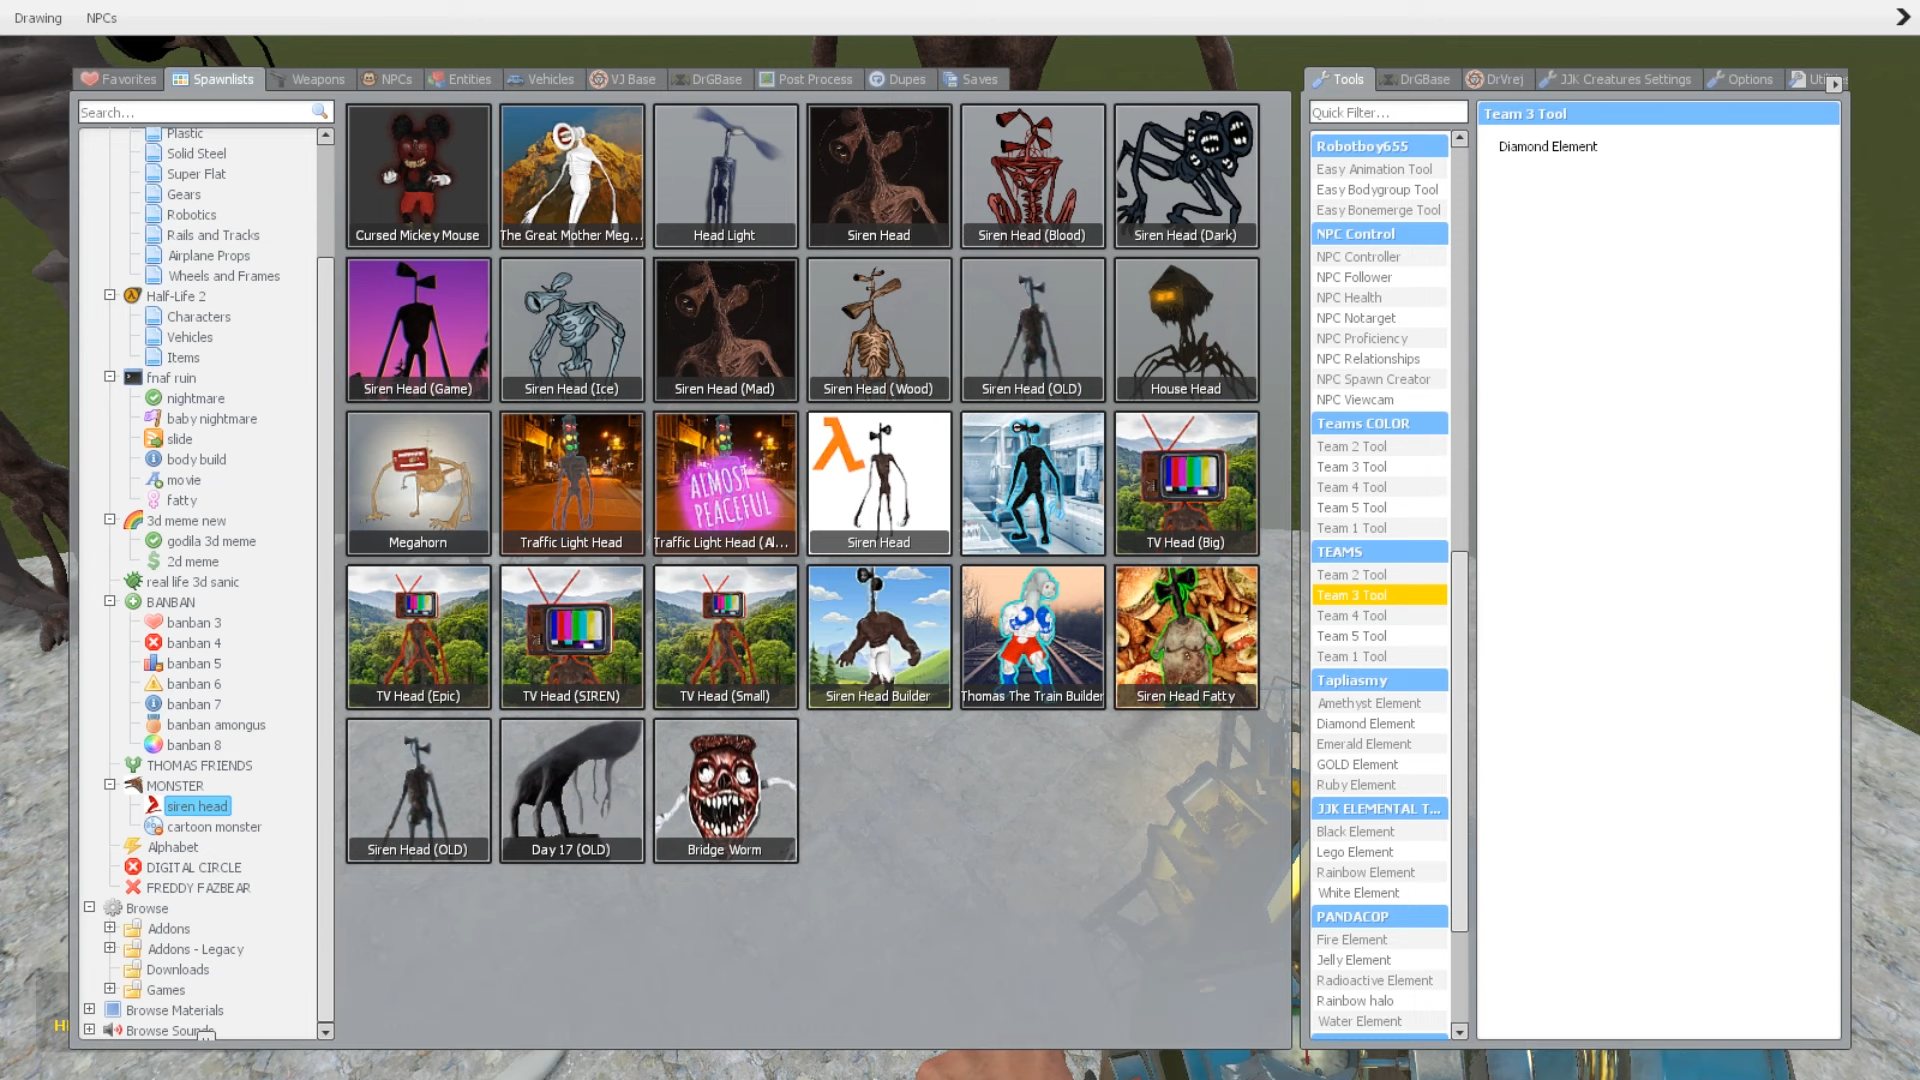 Drawing NPCs
Favorites Spawnlists Weapons NPCs Entities Vehicles VJ Base DrGBase Post Process Dupes Saves
Search...
Plastic
Solid Steel
Super Flat
Gears
Robotics
Rails and Tracks
Airplane Props
Wheels and Frames
Half-Life 2
Characters
Vehicles
Items
fnaf ruin
nightmare
baby nightmare
slide
body build
movie
fatty
3d meme new
godila 3d meme
2d meme
real life 3d sanic
BANBAN
banban 3
banban 4
banban 5
banban 6
banban 7
banban amongus
banban 8
THOMAS FRIENDS
MONSTER
siren head
cartoon monster
Alphabet
DIGITAL CIRCLE
FREDDY FAZBEAR
Browse
Addons
Addons - Legacy
Downloads
Games
Browse Materials
Browse Sounds
Cursed Mickey Mouse The Great Mother Meg... Head Light Siren Head Siren Head (Blood) Siren Head (Dark)
Siren Head (Game) Siren Head (Ice) Siren Head (Mad) Siren Head (Wood) Siren Head (OLD) House Head
ALMOST
PEACEFUL
Megahorn Traffic Light Head Traffic Light Head (Al... Siren Head TV Head (Big)
TV Head (Epic) TV Head (SIREN) TV Head (Small) Siren Head Builder Thomas The Train Builder Siren Head Fatty
Siren Head (OLD) Day 17 (OLD) Bridge Worm
Tools DrGBase DrVrej JJK Creatures Settings Options
Quick Filter...
Robotboy655
Easy Animation Tool
Easy Bodygroup Tool
Easy Bonemerge Tool
NPC Control
NPC Controller
NPC Follower
NPC Health
NPC Notarget
NPC Proficiency
NPC Relationships
NPC Spawn Creator
NPC Viewcam
Teams COLOR
Team 2 Tool
Team 3 Tool
Team 4 Tool
Team 5 Tool
Team 1 Tool
TEAMS
Team 2 Tool
Team 3 Tool
Team 4 Tool
Team 5 Tool
Team 1 Tool
Tapliasmy
Amethyst Element
Diamond Element
Emerald Element
GOLD Element
Ruby Element
JJK ELEMENTAL T...
Black Element
Lego Element
Rainbow Element
White Element
PANDACOP
Fire Element
Jelly Element
Radioactive Element
Rainbow halo
Water Element
Team 3 Tool
Diamond Element